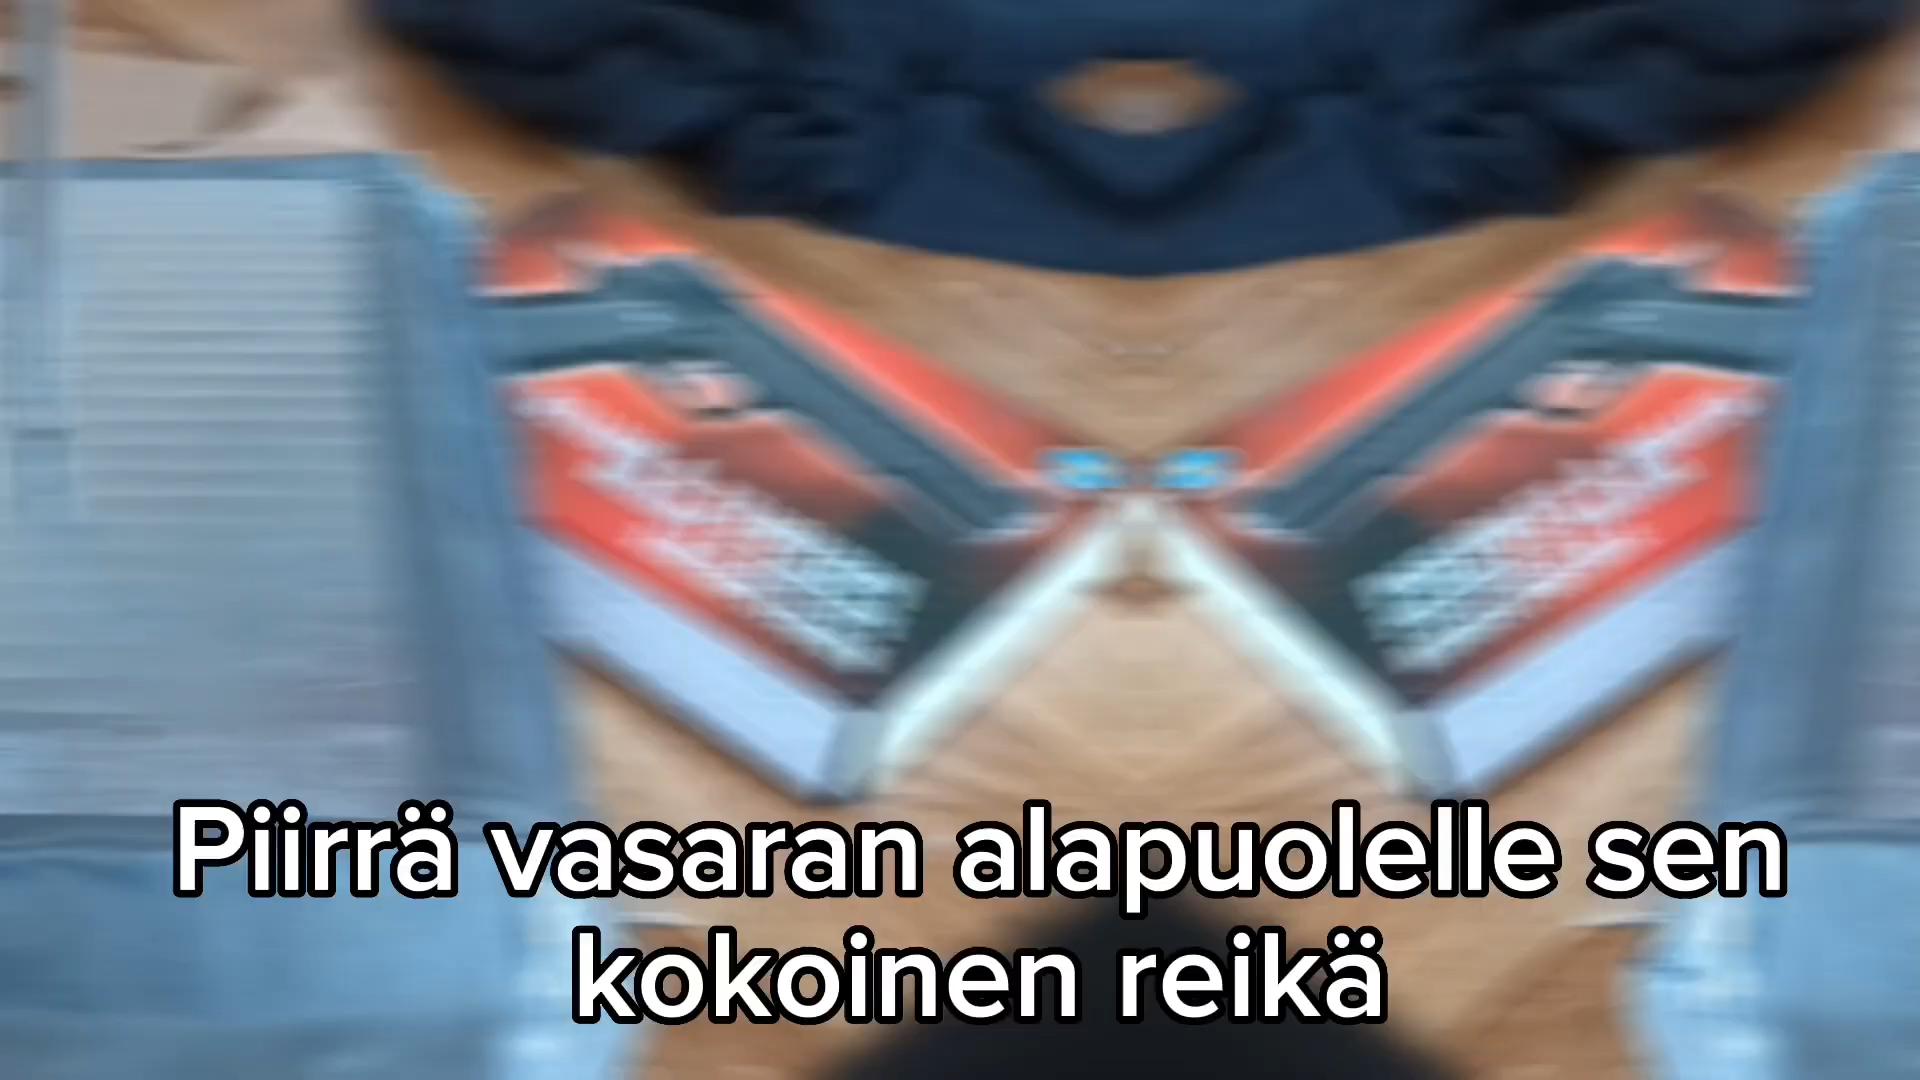 Piirrä vasaran alapuolelle sen
kokoinen reikä